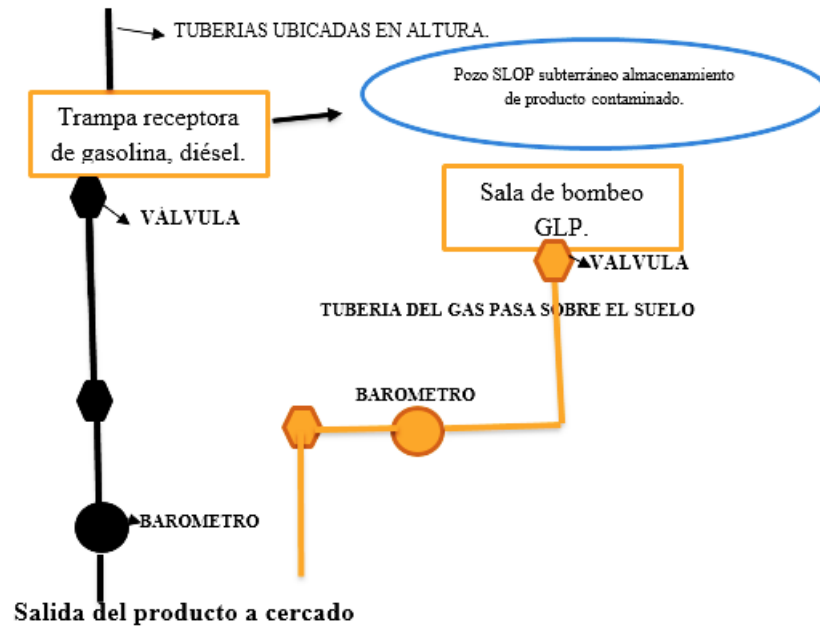 TUBERIAS UBICADAS EN ALTURA.
Pozo SLOP subterráneo almacenamiento
de producto contaminado.
Trampa receptora
de gasolina, diésel.
Sala de bombeo
GLP.
VÁLVULA
VALVULA
TUBERIA DEL GAS PASA SOBRE EL SUELO
BAROMETRO
BAROMETRO
Salida del producto a cercado